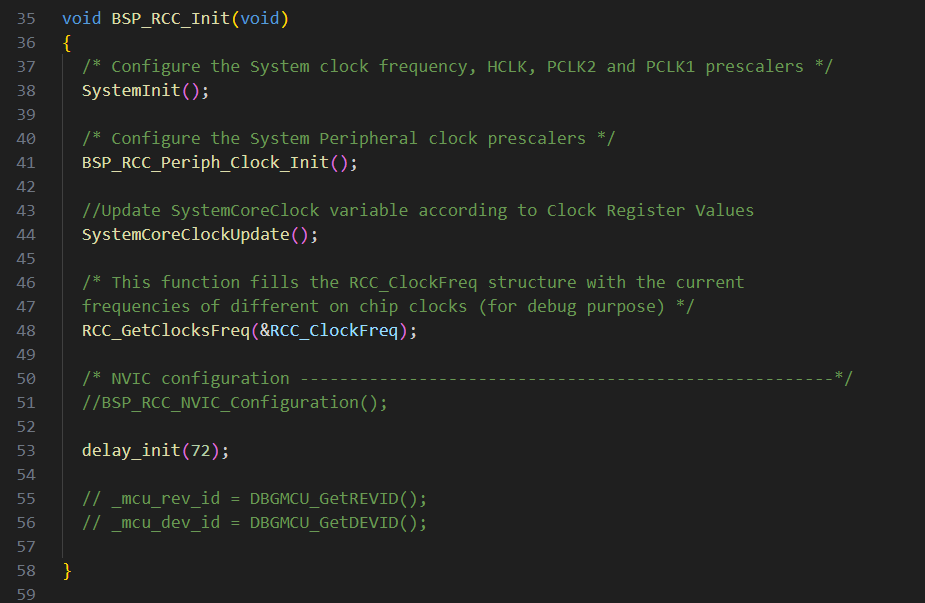 35 void BSP_RCC_Init(void)
36 {
37 /* Configure the System clock frequency, HCLK, PCLK2 and PCLK1 prescalers */
38 SystemInit();
39
40 /* Configure the System Peripheral clock prescalers */
41 BSP_RCC_Periph_Clock_Init();
42
43 //Update SystemCoreClock variable according to Clock Register Values
44 SystemCoreClockUpdate();
45
46 /* This function fills the RCC_ClockFreq structure with the current
47 frequencies of different on chip clocks (for debug purpose) */
48 RCC_GetClocksFreq(&RCC_ClockFreq);
49
50 /* NVIC configuration ------------------------------------------------------*/
51 //BSP_RCC_NVIC_Configuration();
52
53 delay_init(72);
54
55 // _mcu_rev_id = DBGMCU_GetREVID();
56 // _mcu_dev_id = DBGMCU_GetDEVID();
57
58 }
59